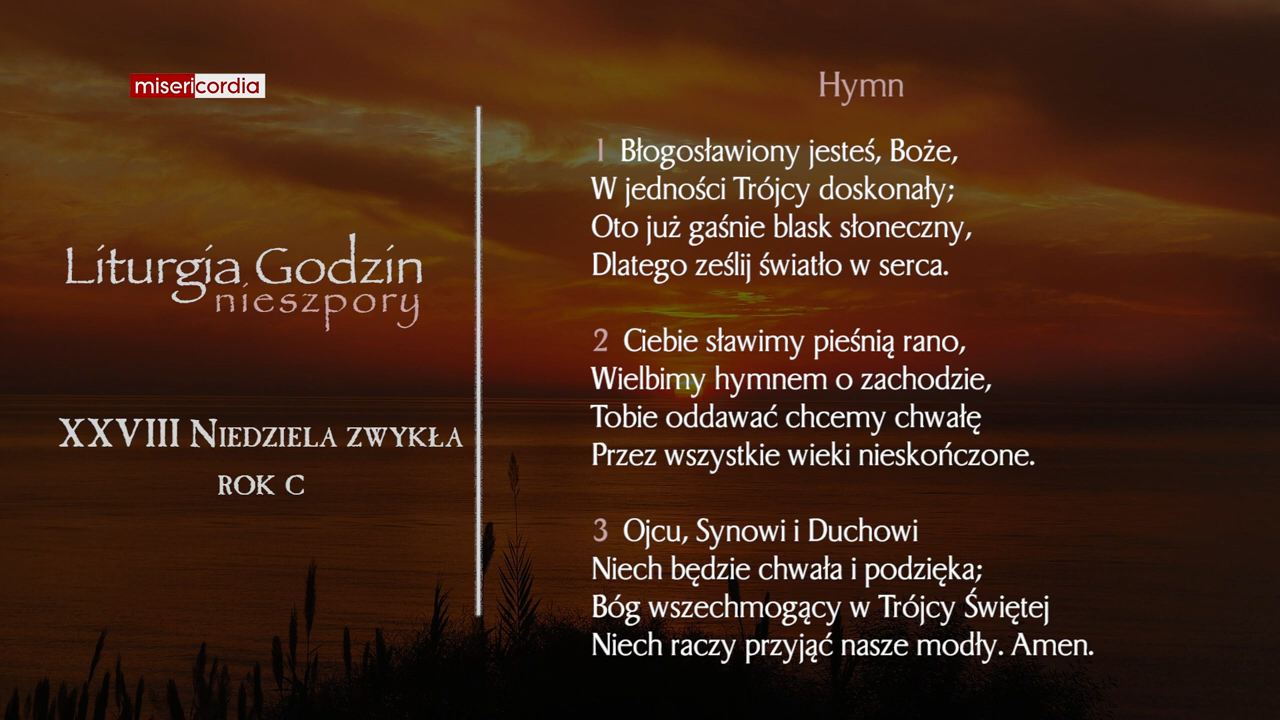 misericordia
Liturgia Godzin
nieszpory
XXVIII Niedziela zwykła
rok C
Hymn
1 Błogosławiony jesteś, Boże,
W jedności Trójcy doskonały;
Oto już gaśnie blask słoneczny,
Dlatego ześlij światło w serca.
2 Ciebie sławimy pieśnią rano,
Wielbimy hymnem o zachodzie,
Tobie oddawać chcemy chwałę
Przez wszystkie wieki nieskończone.
3 Ojcu, Synowi i Duchowi
Niech będzie chwała i podzięka;
Bóg wszechmogący w Trójcy Świętej
Niech raczy przyjąć nasze modły. Amen.